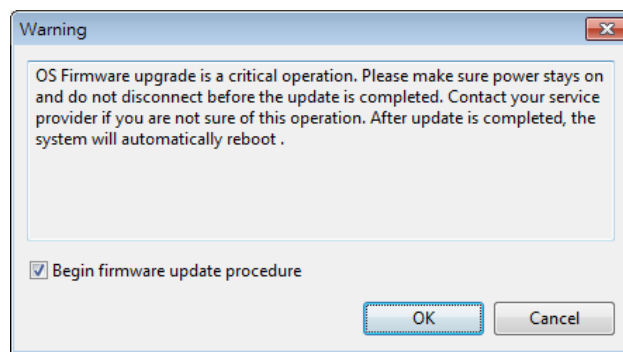 Warning
OS Firmware upgrade is a critical operation. Please make sure power stays on
and do not disconnect before the update is completed. Contact your service
provider if you are not sure of this operation. After update is completed, the
system will automatically reboot .
Begin firmware update procedure
OK
Cancel